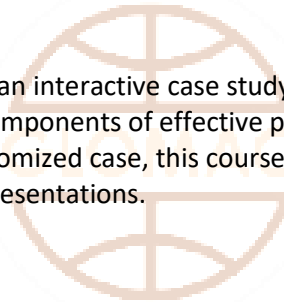 an interactive case study
mponents of effective p
omized case, this course
esentations.